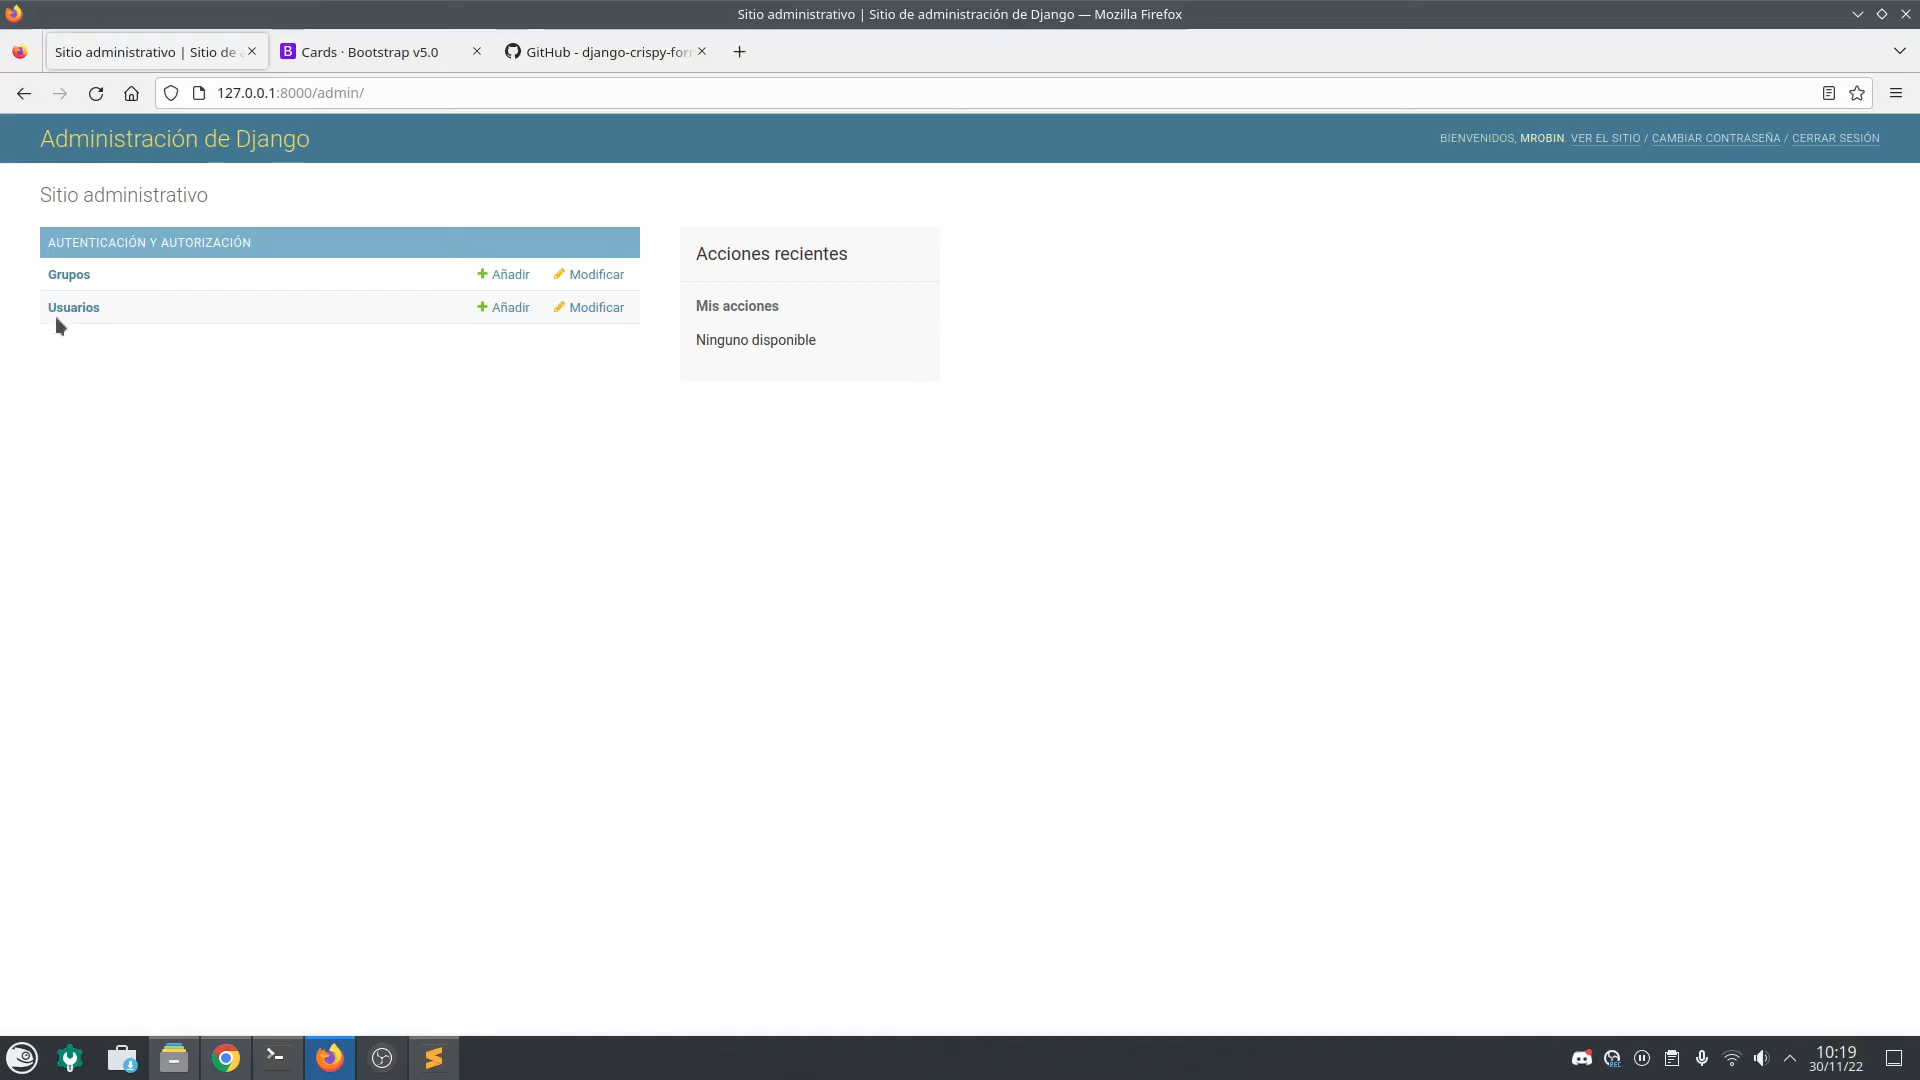 Sitio administrativo | Sitio de administración de Django — Mozilla Firefox
Sitio administrativo | Sitio de
Cards · Bootstrap v5.0
GitHub - django-crispy-for
127.0.0.1:8000/admin/
Administración de Django
BIENVENIDOS, MROBIN. VER EL SITIO / CAMBIAR CONTRASEÑA / CERRAR SESIÓN
Sitio administrativo
AUTENTICACIÓN Y AUTORIZACIÓN
Grupos Añadir Modificar
Usuarios Añadir Modificar
Acciones recientes
Mis acciones
Ninguno disponible
REC
10:19
30/11/22